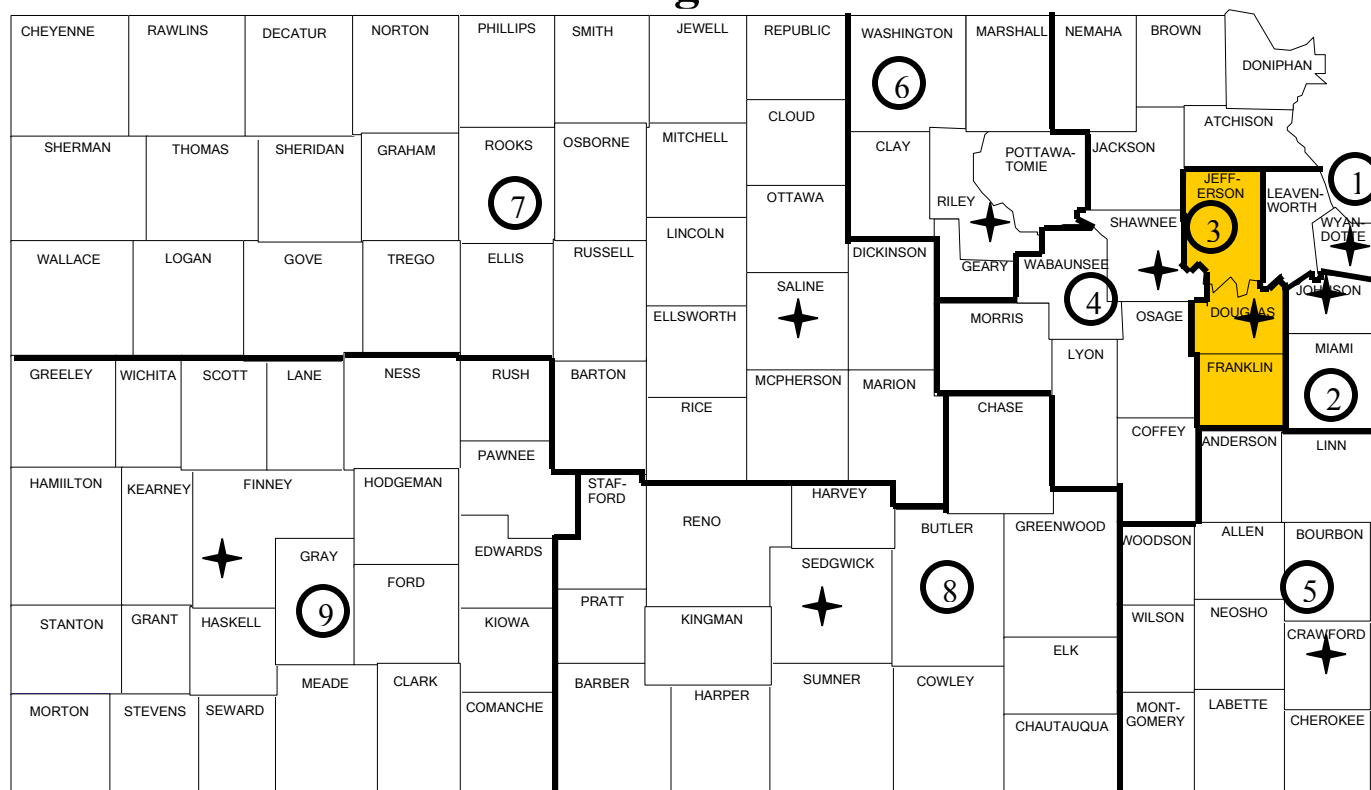 g
CHEYENNE
RAWLINS
DECATUR
NORTON
PHILLIPS
SMITH
JEWELL
REPUBLIC
WASHINGTON
MARSHALL
NEMAHA
BROWN
DONIPHAN
6
CLOUD
ATCHISON
SHERMAN
THOMAS
SHERIDAN
GRAHAM
ROOKS
OSBORNE
MITCHELL
CLAY
POTTAWA-
TOMIE
JACKSON
1
JEFF-
ERSON
LEAVEN-
WORTH
7
OTTAWA
RILEY
3
SHAWNEE
WYAN-
DOTTE
LINCOLN
WALLACE
LOGAN
GOVE
TREGO
ELLIS
RUSSELL
DICKINSON
GEARY
WABAUNSEE
SALINE
4
JOHNSON
ELLSWORTH
MORRIS
OSAGE
DOUGLAS
MIAMI
GREELEY
WICHITA
SCOTT
LANE
NESS
RUSH
BARTON
MCPHERSON
MARION
LYON
FRANKLIN
2
RICE
CHASE
COFFEY
ANDERSON
LINN
PAWNEE
HAMIILTON
KEARNEY
FINNEY
HODGEMAN
STAF-
FORD
HARVEY
RENO
BUTLER
GREENWOOD
WOODSON
ALLEN
BOURBON
GRAY
EDWARDS
SEDGWICK
FORD
8
5
PRATT
9
STANTON
GRANT
HASKELL
KIOWA
KINGMAN
WILSON
NEOSHO
CRAWFORD
ELK
MEADE
CLARK
BARBER
HARPER
SUMNER
COWLEY
MORTON
STEVENS
SEWARD
COMANCHE
CHAUTAUQUA
MONT-
GOMERY
LABETTE
CHEROKEE